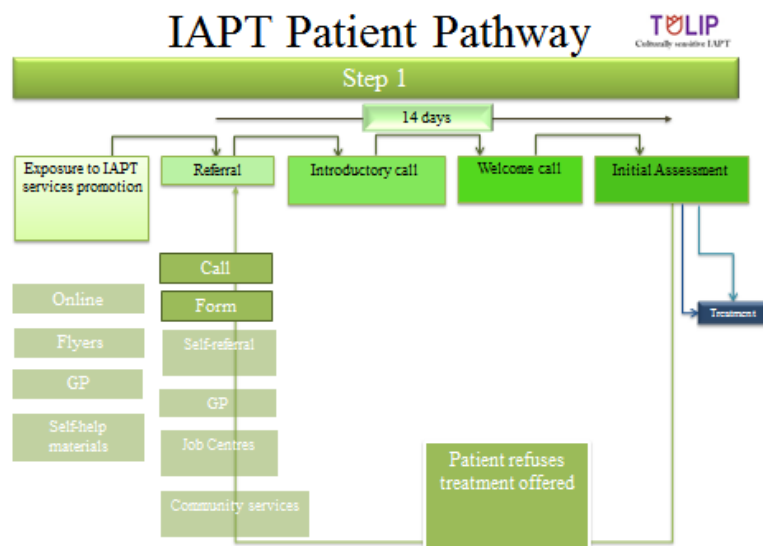 IAPT Patient Pathway
TULIP
Culturally sensitive IAPT
Step 1
14 days
Exposure to IAPT
services promotion
Referral
Introductory call
Welcome call
Initial Assessment
Call
Form
Online
Flyers
GP
Self-help
materials
Self-referral
GP
Job Centres
Community services
Treatment
Patient refuses
treatment offered